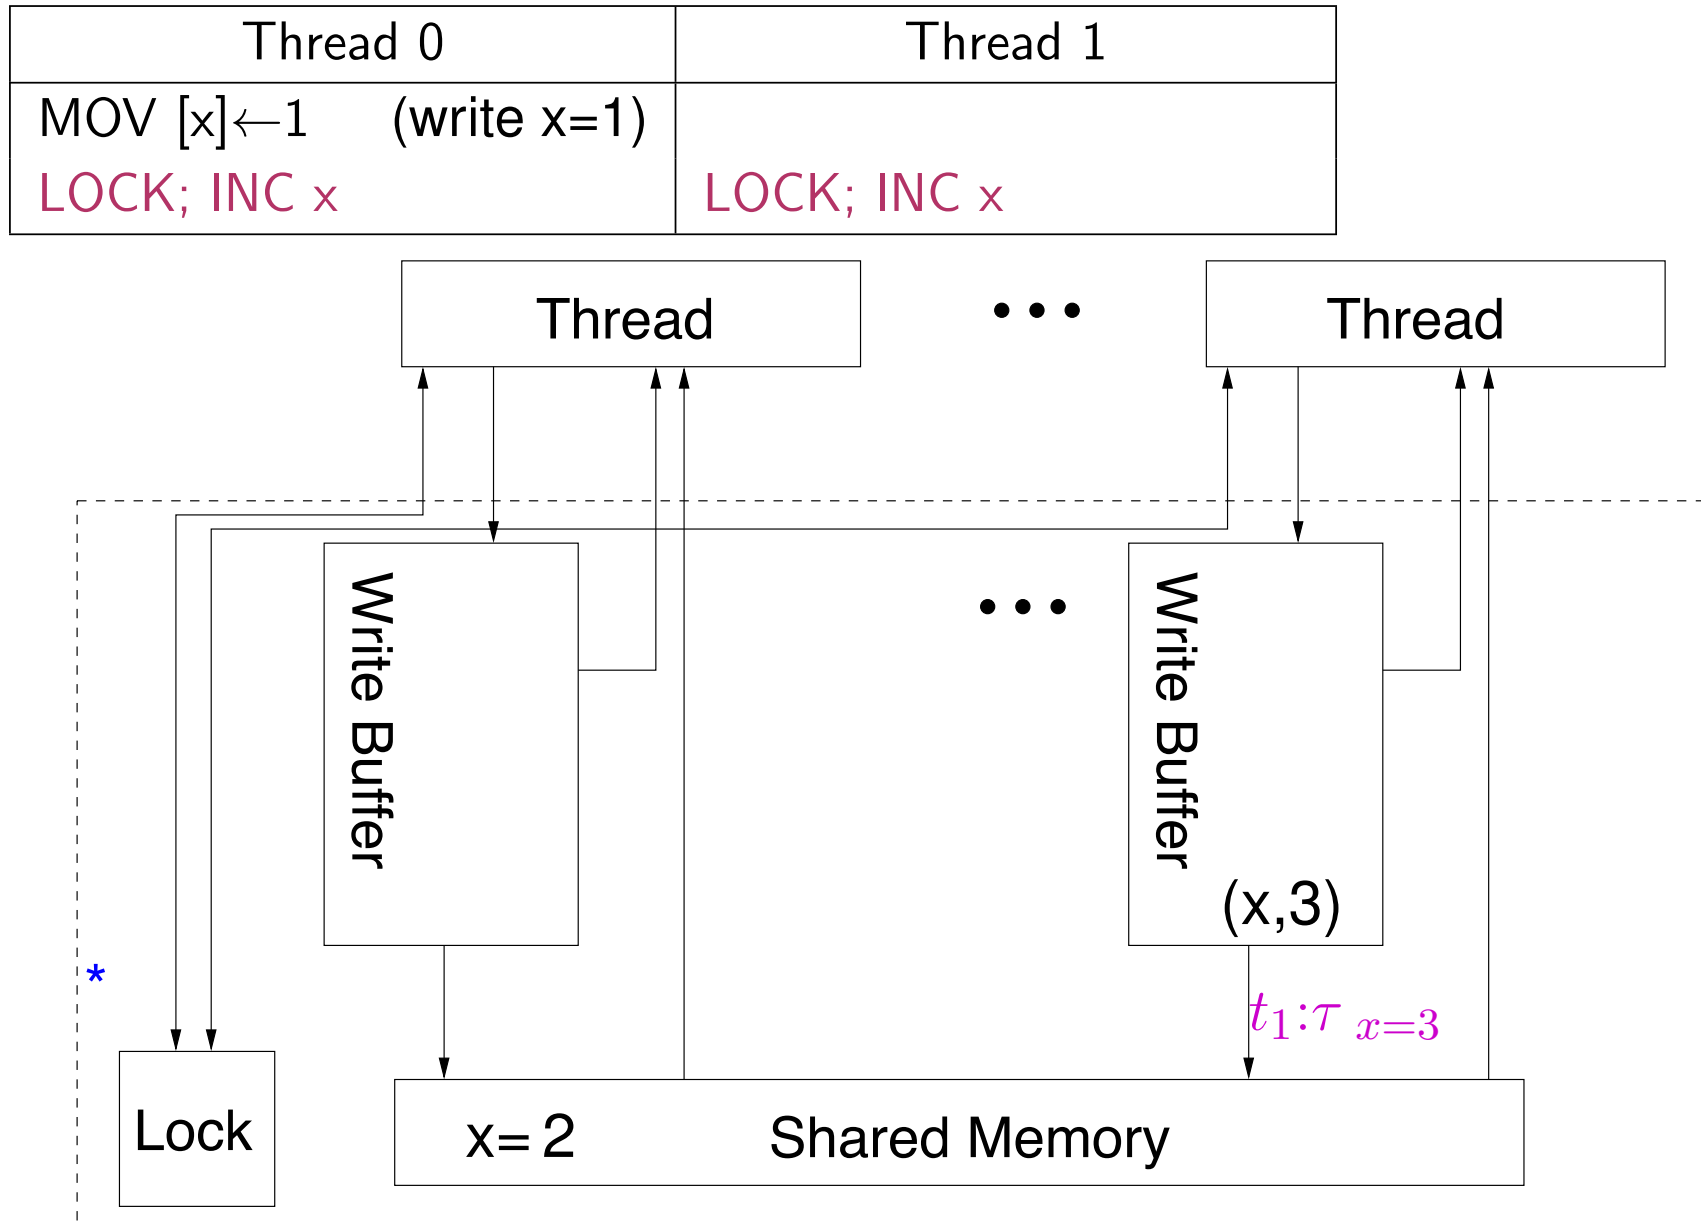 Thread 0 Thread 1
MOV [x]←1 (write x=1)
LOCK; INC x LOCK; INC x
Thread ••• Thread
Write Buffer ••• Write Buffer
(x,3)
*
t₁:τ x=3
Lock
x= 2 Shared Memory